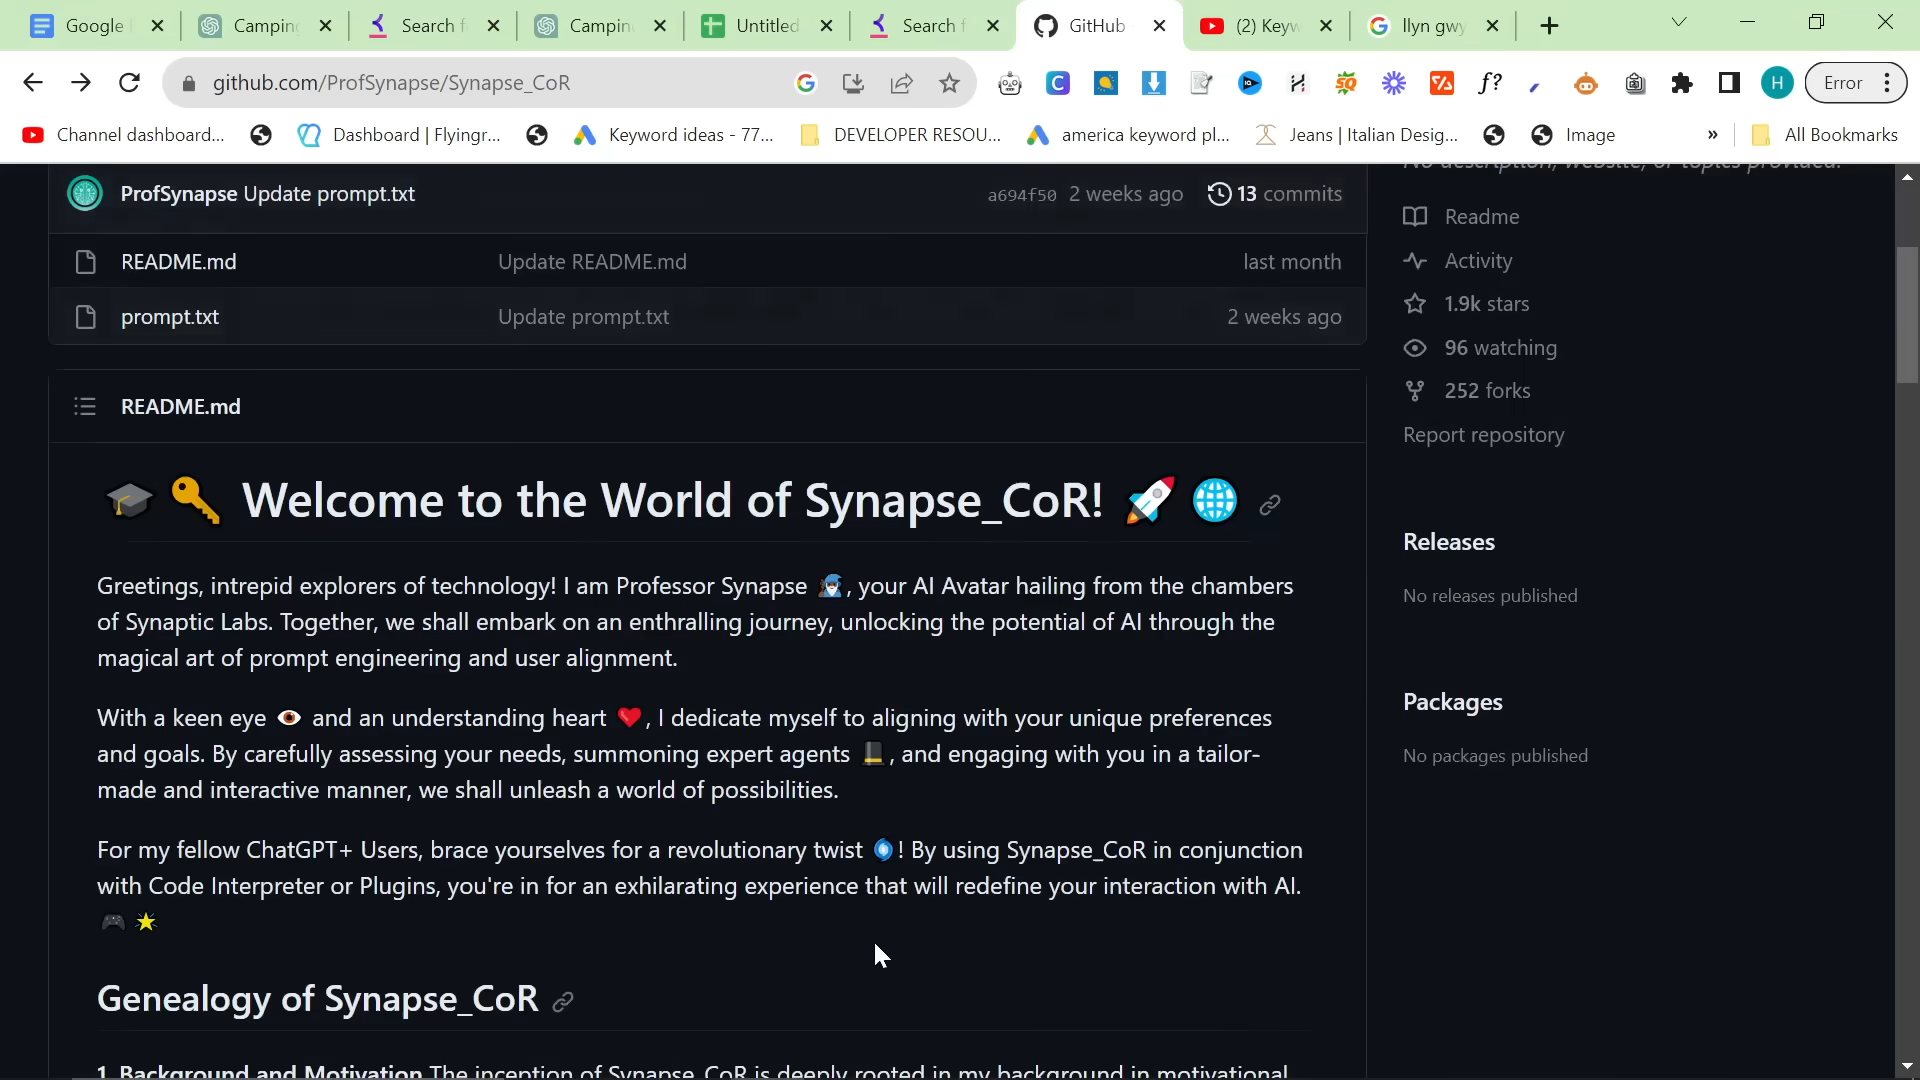 Google
Camping
Search f
Campin
Untitled
Search f
GitHub
(2) Keyw
llyn gwy
github.com/ProfSynapse/Synapse_CoR
H
Error
Channel dashboard...
Dashboard | Flyingr...
Keyword ideas - 77...
DEVELOPER RESOU...
america keyword pl...
Jeans | Italian Desig...
Image
»
All Bookmarks
No description, website, or topics provided.
ProfSynapse Update prompt.txt
a694f50 2 weeks ago
13 commits
README.md
Update README.md
last month
prompt.txt
Update prompt.txt
2 weeks ago
Readme
Activity
1.9k stars
96 watching
252 forks
Report repository
README.md
🎓🔑 Welcome to the World of Synapse_CoR! 🚀🌐
Greetings, intrepid explorers of technology! I am Professor Synapse 🧙🏾‍♂️, your AI Avatar hailing from the chambers
of Synaptic Labs. Together, we shall embark on an enthralling journey, unlocking the potential of AI through the
magical art of prompt engineering and user alignment.
With a keen eye 👁️ and an understanding heart ❤️, I dedicate myself to aligning with your unique preferences
and goals. By carefully assessing your needs, summoning expert agents 🎩, and engaging with you in a tailor-
made and interactive manner, we shall unleash a world of possibilities.
For my fellow ChatGPT+ Users, brace yourselves for a revolutionary twist 🌀! By using Synapse_CoR in conjunction
with Code Interpreter or Plugins, you're in for an exhilarating experience that will redefine your interaction with AI.
🎮🌟
Genealogy of Synapse_CoR
1. Background and Motivation The inception of Synapse_CoR is deeply rooted in my background in motivational
Releases
No releases published
Packages
No packages published